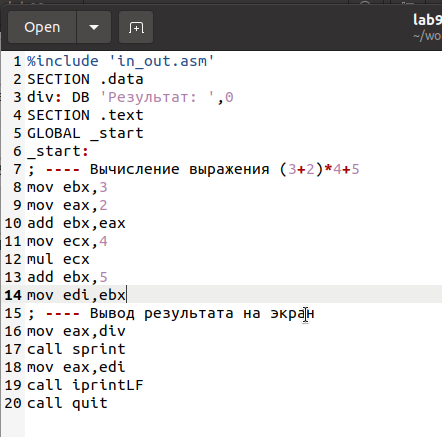 Open
lab9
~/wo
1 %include 'in_out.asm'
2 SECTION .data
3 div: DB 'Результат: ',0
4 SECTION .text
5 GLOBAL _start
6 _start:
7 ; ---- Вычисление выражения (3+2)*4+5
8 mov ebx,3
9 mov eax,2
10 add ebx,eax
11 mov ecx,4
12 mul ecx
13 add ebx,5
14 mov edi,ebx
15 ; ---- Вывод результата на экран
16 mov eax,div
17 call sprint
18 mov eax,edi
19 call iprintLF
20 call quit